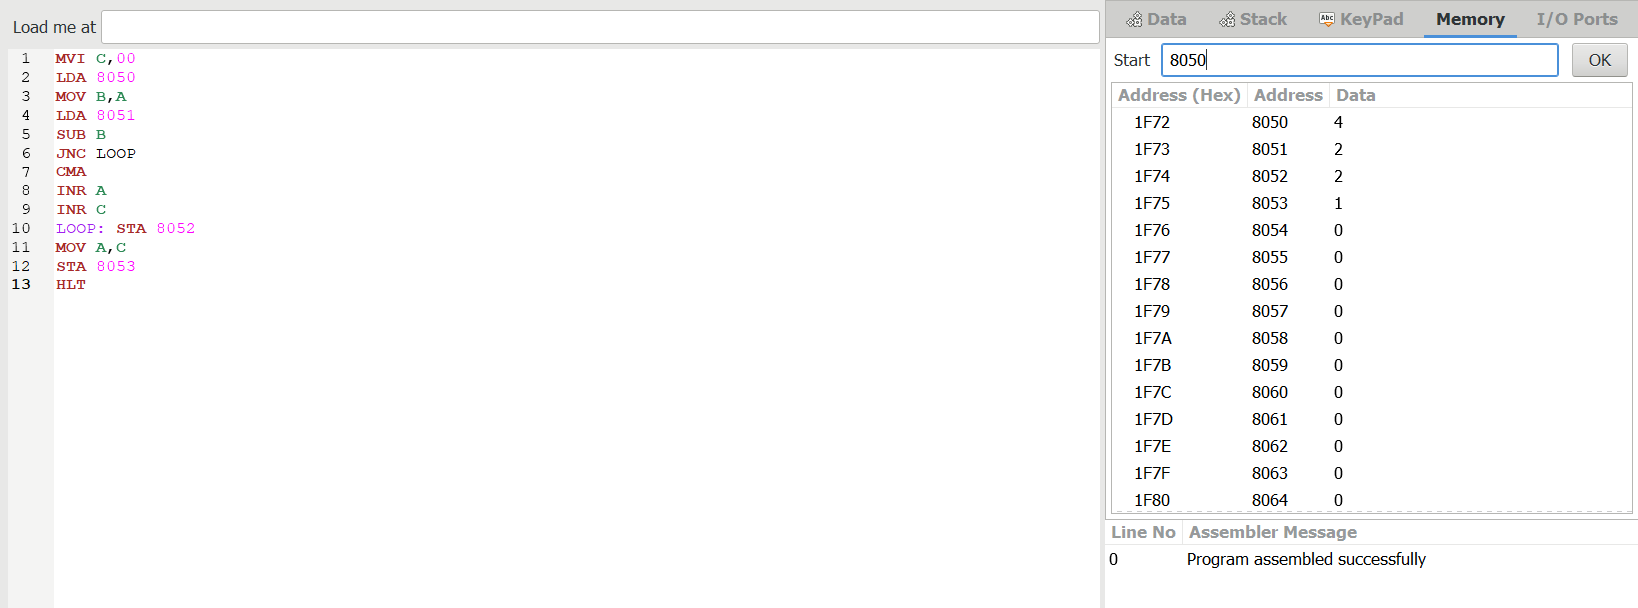 Load me at
1 MVI C,00
2 LDA 8050
3 MOV B,A
4 LDA 8051
5 SUB B
6 JNC LOOP
7 CMA
8 INR A
9 INR C
10 LOOP: STA 8052
11 MOV A,C
12 STA 8053
13 HLT
Data Stack Abc KeyPad Memory I/O Ports
Start 8050 OK
Address (Hex) Address Data
1F72 8050 4
1F73 8051 2
1F74 8052 2
1F75 8053 1
1F76 8054 0
1F77 8055 0
1F78 8056 0
1F79 8057 0
1F7A 8058 0
1F7B 8059 0
1F7C 8060 0
1F7D 8061 0
1F7E 8062 0
1F7F 8063 0
1F80 8064 0
Line No Assembler Message
0 Program assembled successfully